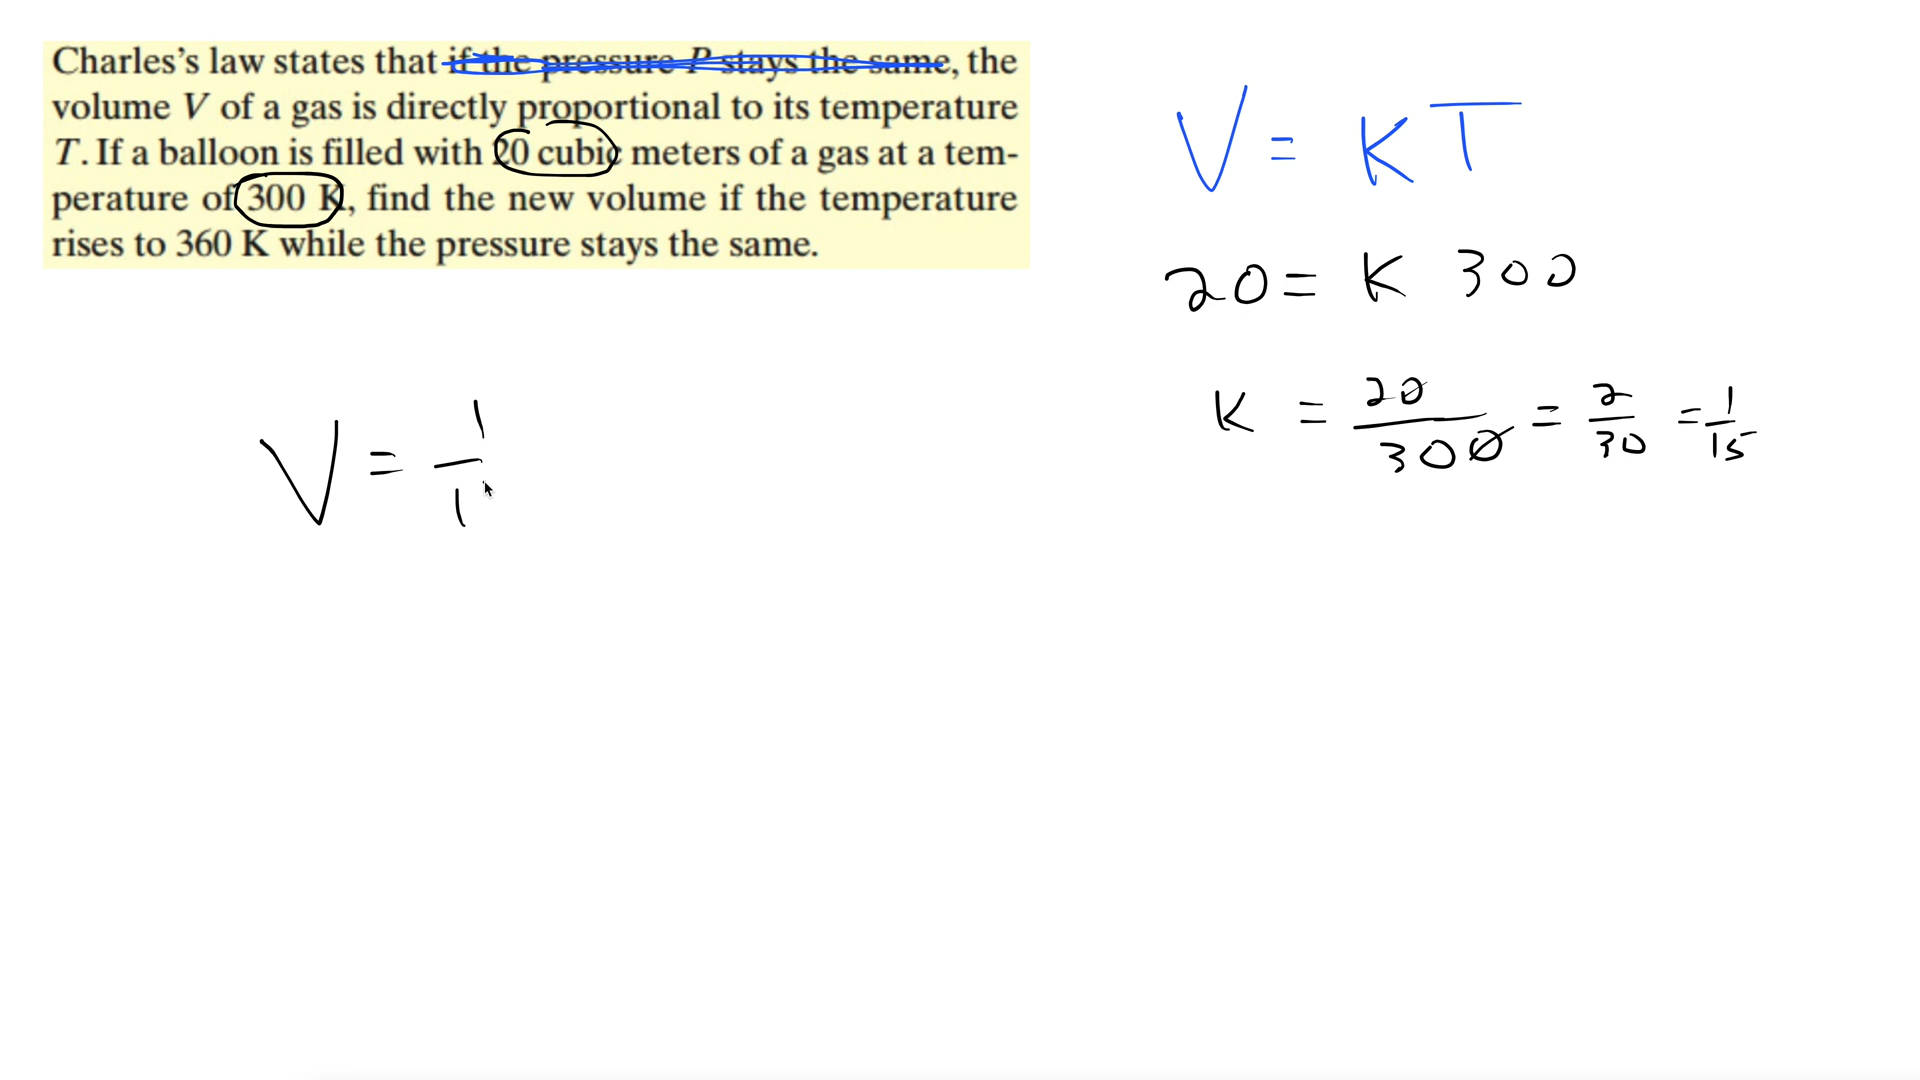 Charles's law states that if the pressure P stays the same, the
volume V of a gas is directly proportional to its temperature
T. If a balloon is filled with 20 cubic meters of a gas at a tem-
perature of 300 K, find the new volume if the temperature
rises to 360 K while the pressure stays the same.
V = KT
20 = K 300
K = 20/300 = 2/30 = 1/15
V = 1/1